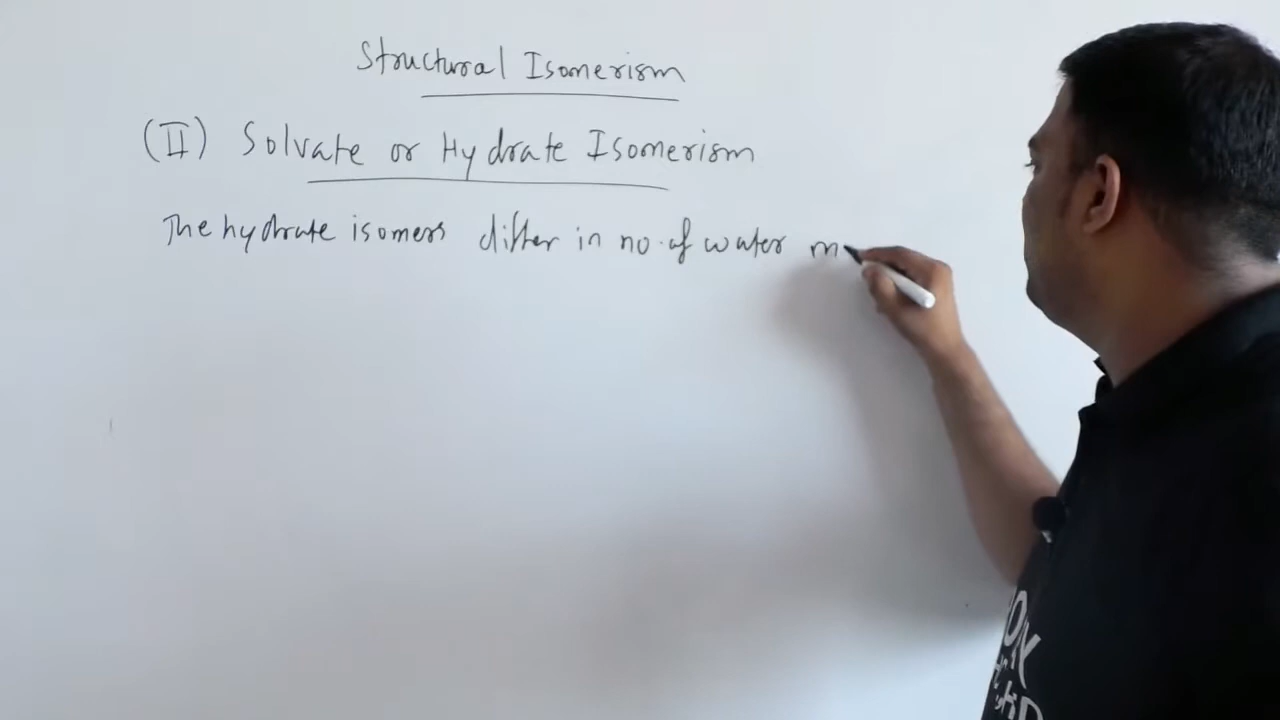 Structural Isomerism
(II) Solvate or Hydrate Isomerism
The hydrate isomers differ in no. of water m